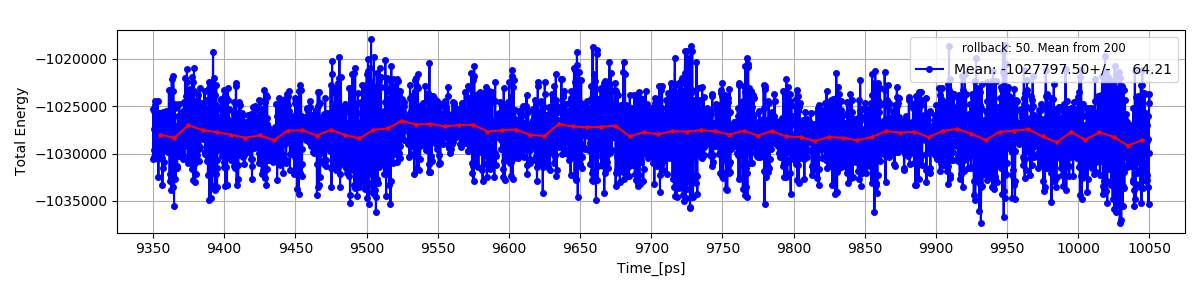 rollback: 50. Mean from 200
Mean: -1027797.50+/- 64.21
Total Energy
−1020000
−1025000
−1030000
−1035000
9350 9400 9450 9500 9550 9600 9650 9700 9750 9800 9850 9900 9950 10000 10050
Time_[ps]